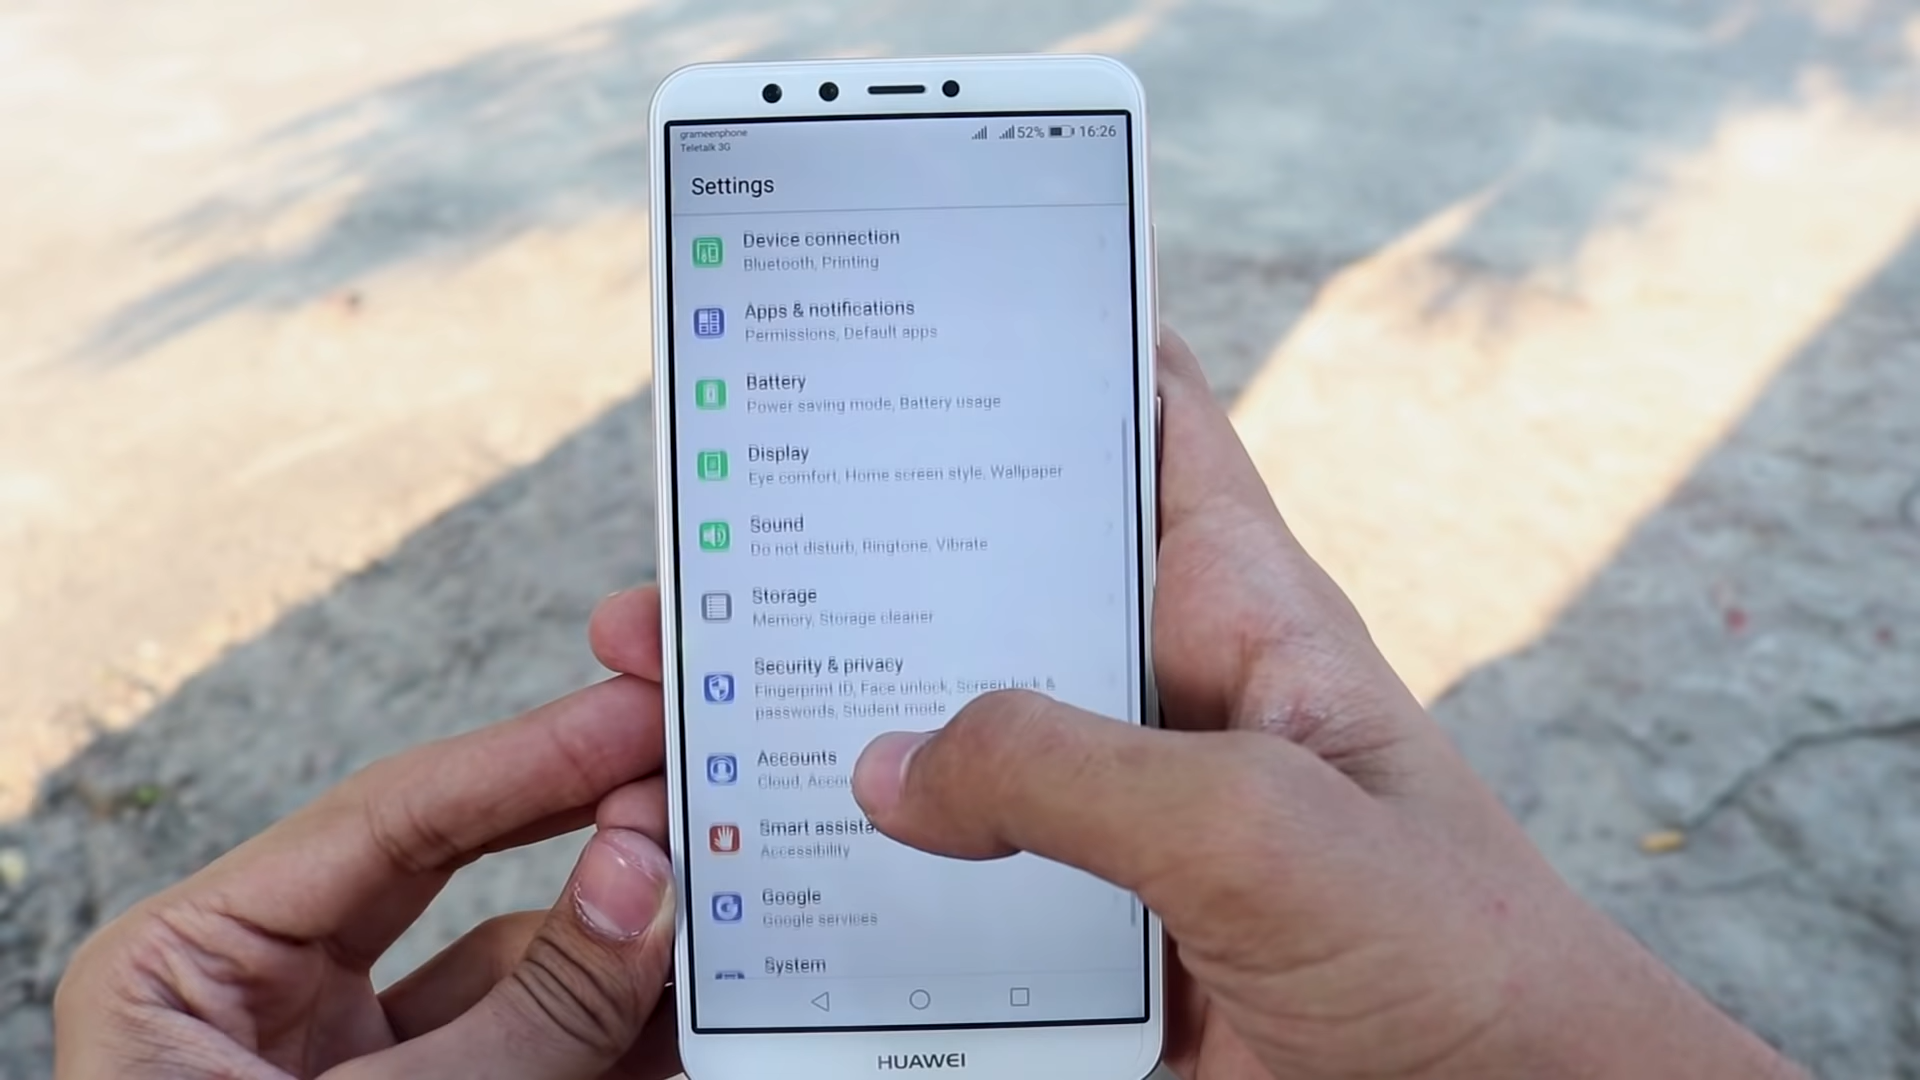 grameenphone
Teletalk 3G
52% 16:26
Settings
Device connection
Bluetooth, Printing
Apps & notifications
Permissions, Default apps
Battery
Power saving mode, Battery usage
Display
Eye comfort, Home screen style, Wallpaper
Sound
Do not disturb, Ringtone, Vibrate
Storage
Memory, Storage cleaner
Security & privacy
Fingerprint ID, Face unlock, Screen lock &
passwords, Student mode
Accounts
Cloud,
Smart
Accessibility
Google
Google services
System
HUAWEI